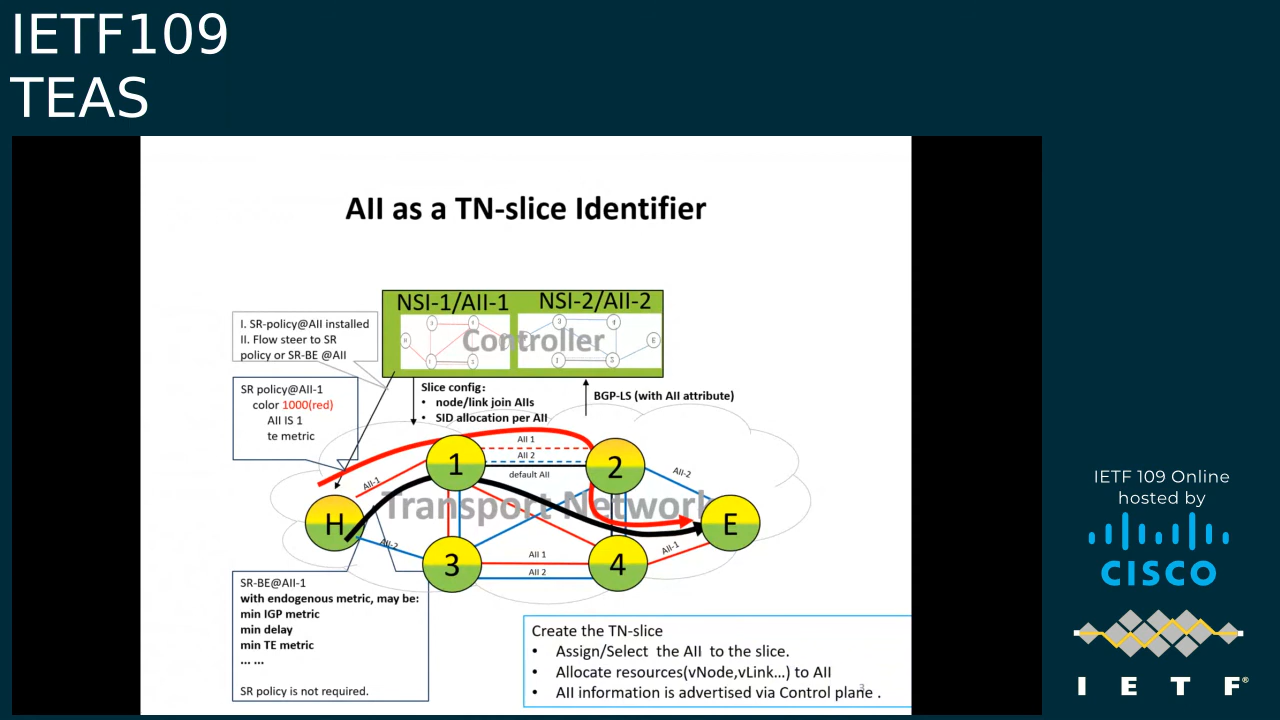 IETF109
TEAS
AII as a TN-slice Identifier
NSI-1/AII-1
NSI-2/AII-2
Controller
I. SR-policy@AII installed
II. Flow steer to SR
policy or SR-BE @AII
SR policy@AII-1
color 1000(red)
AII IS 1
te metric
Slice config:
• node/link join AIIs
• SID allocation per AII
BGP-LS (with AII attribute)
AII 1
AII 2
default AII
AII-2
AII-1
Transport Network
1
2
H
E
3
4
AII-2
AII 1
AII 2
AII-1
SR-BE@AII-1
with endogenous metric, may be:
min IGP metric
min delay
min TE metric
... ...
SR policy is not required.
Create the TN-slice
• Assign/Select the AII to the slice.
• Allocate resources(vNode,vLink...) to AII
• AII information is advertised via Control plane .
3
IETF 109 Online
hosted by
CISCO
I E T F®